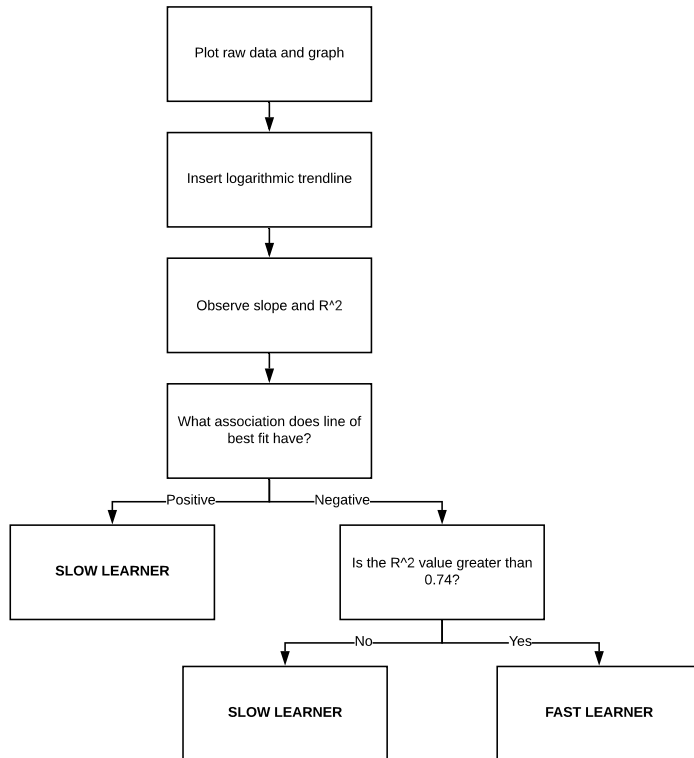 Plot raw data and graph
Insert logarithmic trendline
Observe slope and R^2
What association does line of
best fit have?
Positive
Negative
SLOW LEARNER
Is the R^2 value greater than
0.74?
No
Yes
SLOW LEARNER
FAST LEARNER